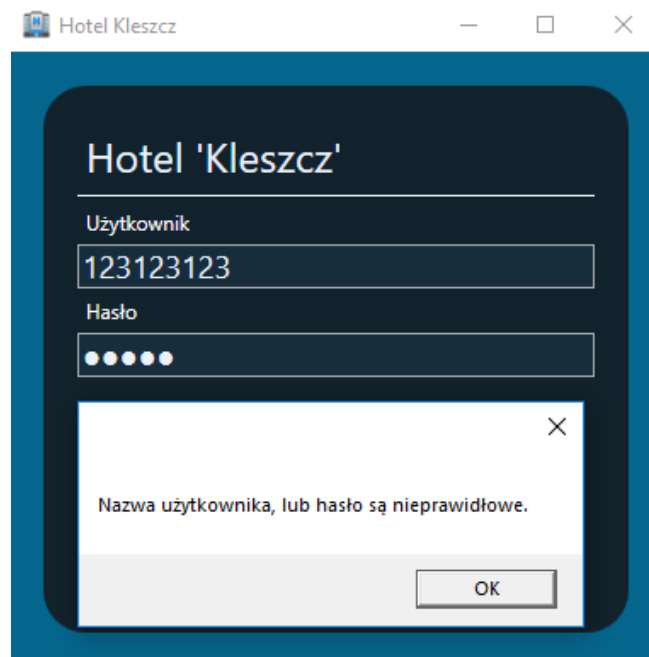 Hotel Kleszcz
Hotel 'Kleszcz'
Użytkownik
123123123
Hasło
●●●●●
Nazwa użytkownika, lub hasło są nieprawidłowe.
OK